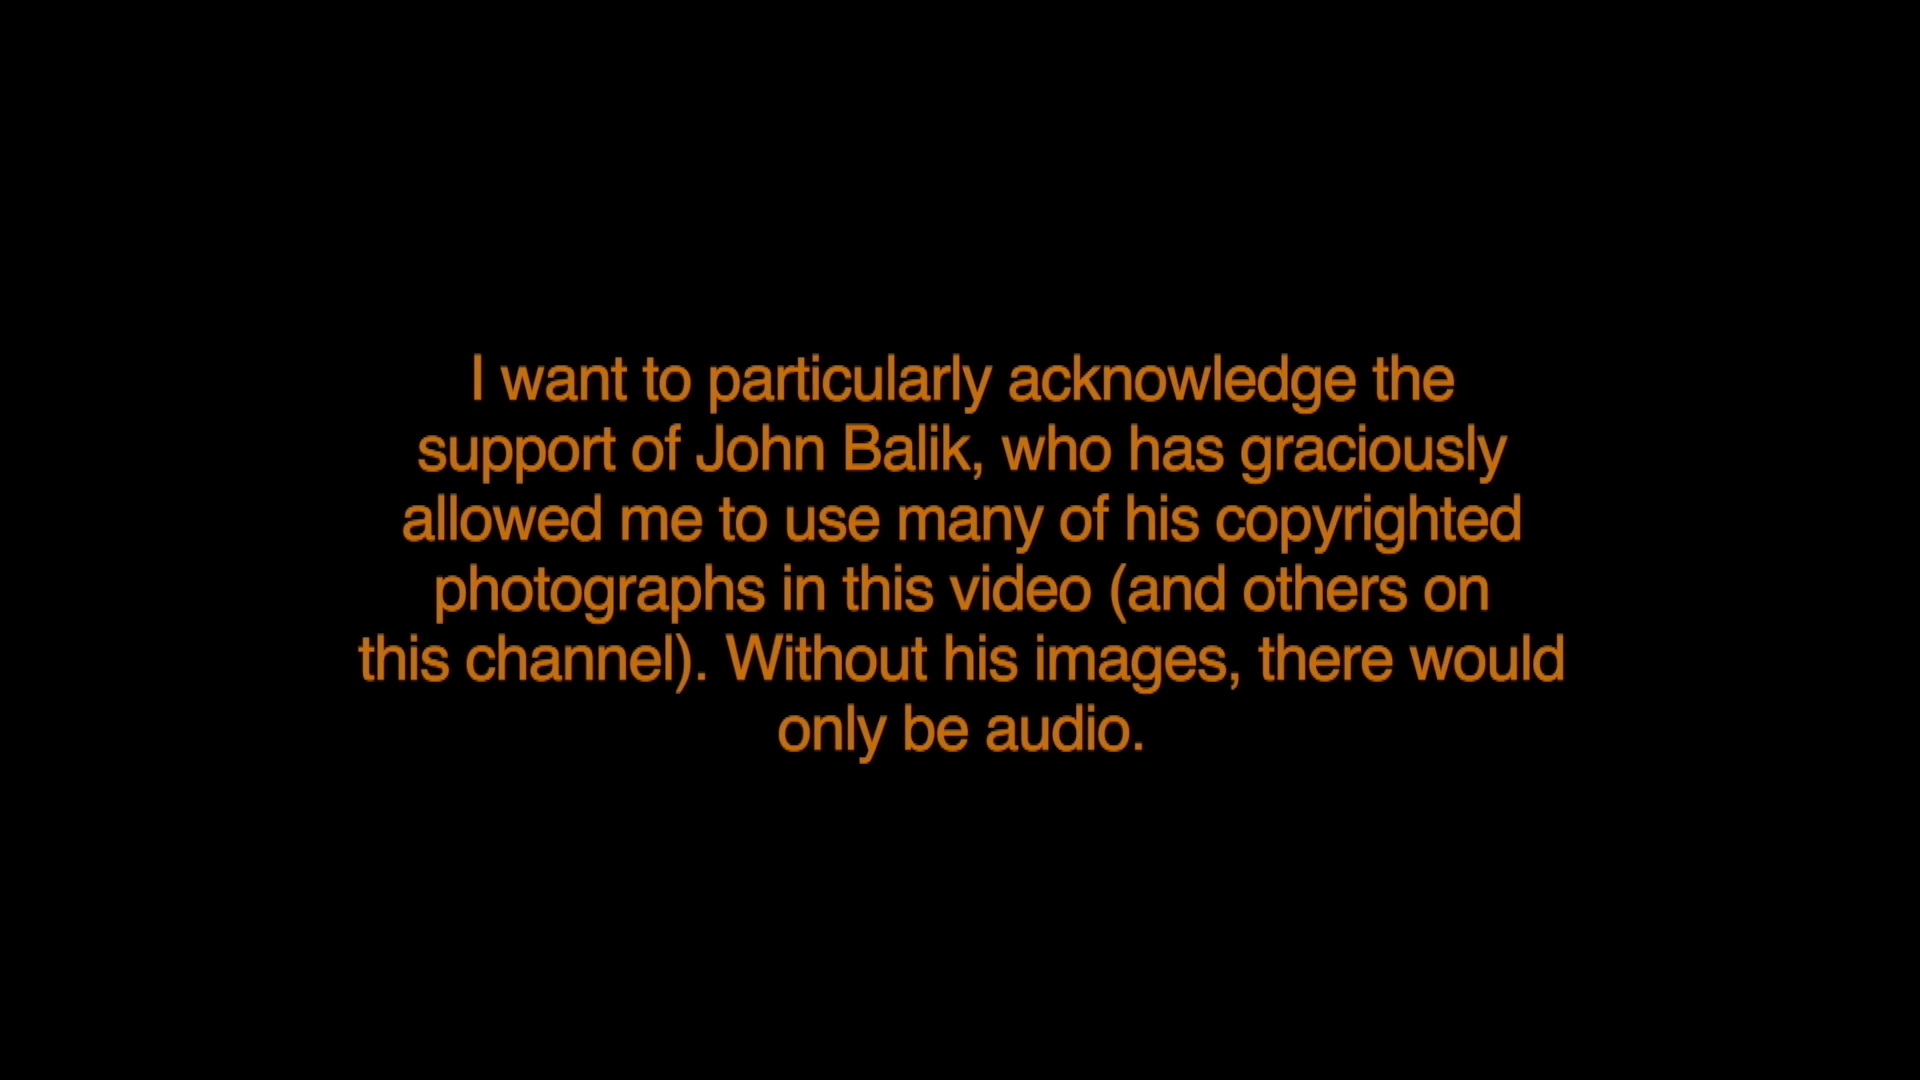 I want to particularly acknowledge the
support of John Balik, who has graciously
allowed me to use many of his copyrighted
photographs in this video (and others on
this channel). Without his images, there would
only be audio.